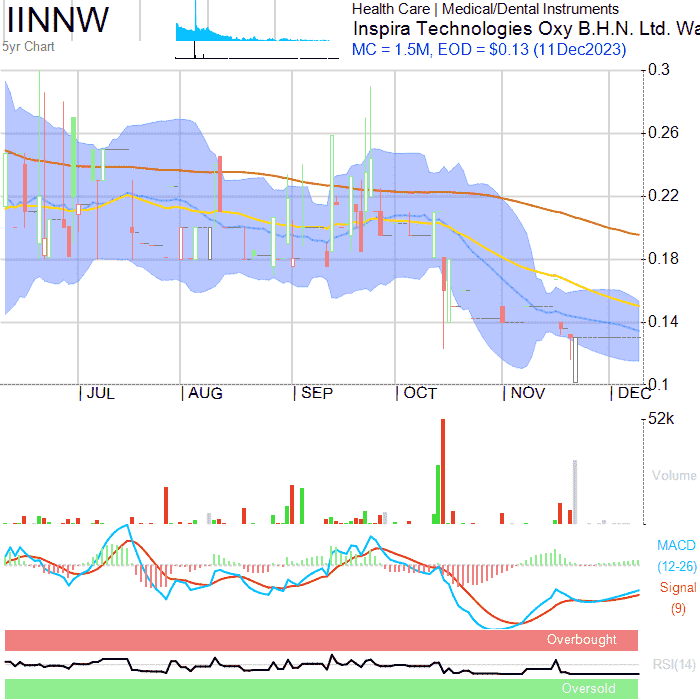 IINNW
5yr Chart
Health Care | Medical/Dental Instruments
Inspira Technologies Oxy B.H.N. Ltd. Wa
MC = 1.5M, EOD = $0.13 (11Dec2023)
0.3
0.26
0.22
0.18
0.14
0.1
JUL AUG SEP OCT NOV DEC
52k
Volume
MACD
(12-26)
Signal
(9)
Overbought
RSI(14)
Oversold